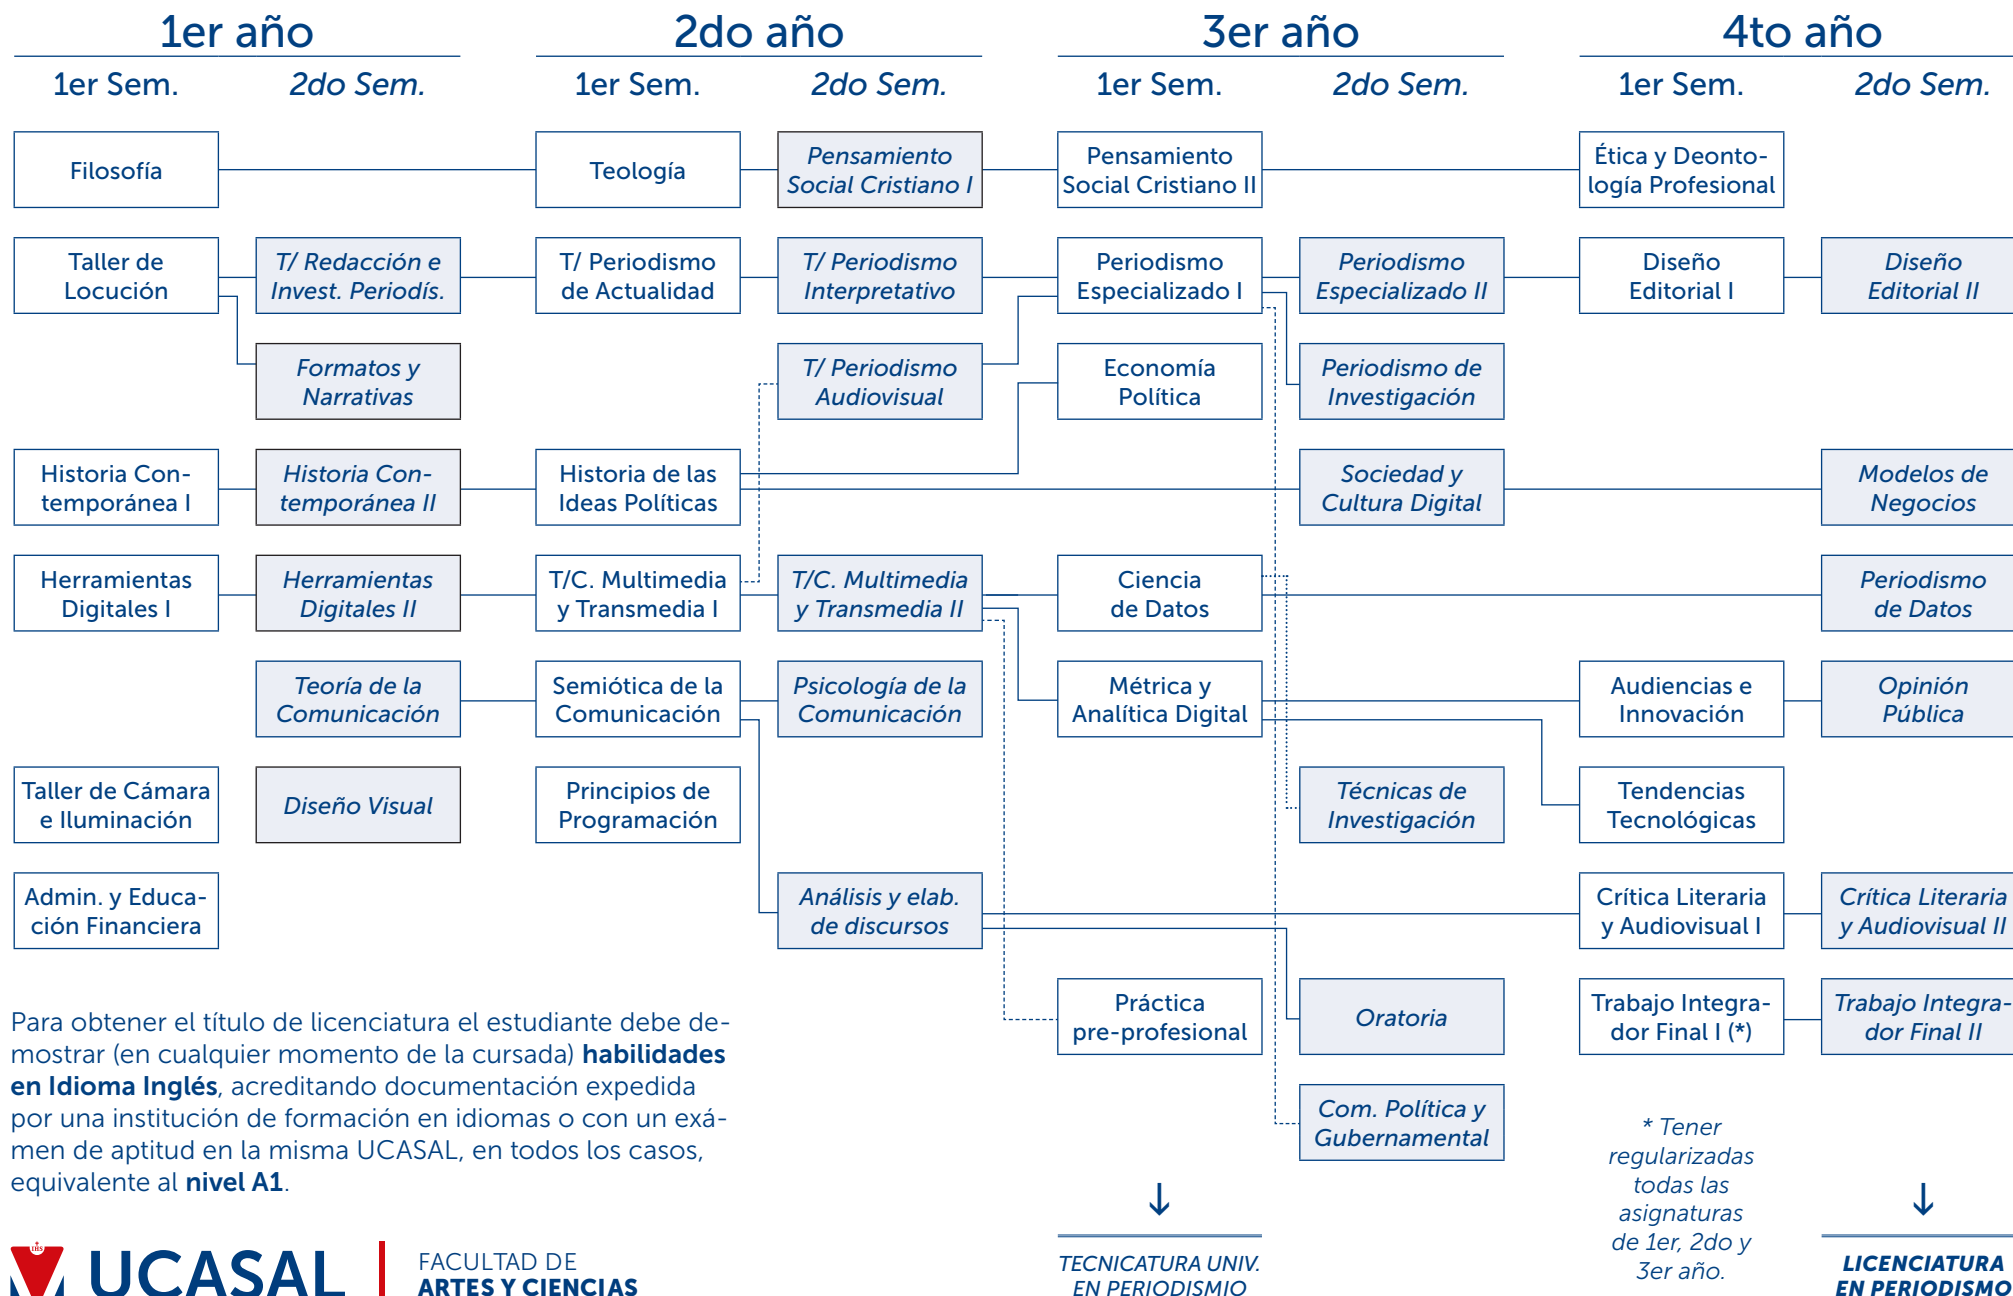 1er año
2do año
3er año
4to año
1er Sem.
2do Sem.
1er Sem.
2do Sem.
1er Sem.
2do Sem.
1er Sem.
2do Sem.
Filosofía
Teología
Pensamiento
Social Cristiano I
Pensamiento
Social Cristiano II
Ética y Deonto-
logía Profesional
Taller de
Locución
T/ Redacción e
Invest. Periodís.
T/ Periodismo
de Actualidad
T/ Periodismo
Interpretativo
Periodismo
Especializado I
Periodismo
Especializado II
Diseño
Editorial I
Diseño
Editorial II
Formatos y
Narrativas
T/ Periodismo
Audiovisual
Economía
Política
Periodismo de
Investigación
Historia Con-
temporánea I
Historia Con-
temporánea II
Historia de las
Ideas Políticas
Sociedad y
Cultura Digital
Modelos de
Negocios
Herramientas
Digitales I
Herramientas
Digitales II
T/C. Multimedia
y Transmedia I
T/C. Multimedia
y Transmedia II
Ciencia
de Datos
Periodismo
de Datos
Teoría de la
Comunicación
Semiótica de la
Comunicación
Psicología de la
Comunicación
Métrica y
Analítica Digital
Audiencias e
Innovación
Opinión
Pública
Taller de Cámara
e Iluminación
Diseño Visual
Principios de
Programación
Técnicas de
Investigación
Tendencias
Tecnológicas
Admin. y Educa-
ción Financiera
Análisis y elab.
de discursos
Crítica Literaria
y Audiovisual I
Crítica Literaria
y Audiovisual II
Práctica
pre-profesional
Oratoria
Trabajo Integra-
dor Final I (*)
Trabajo Integra-
dor Final II
Com. Política y
Gubernamental
Para obtener el título de licenciatura el estudiante debe de-
mostrar (en cualquier momento de la cursada) habilidades
en Idioma Inglés, acreditando documentación expedida
por una institución de formación en idiomas o con un exá-
men de aptitud en la misma UCASAL, en todos los casos,
equivalente al nivel A1.
* Tener
regularizadas
todas las
asignaturas
de 1er, 2do y
3er año.
IHS
UCASAL
FACULTAD DE
ARTES Y CIENCIAS
TECNICATURA UNIV.
EN PERIODISMIO
LICENCIATURA
EN PERIODISMO